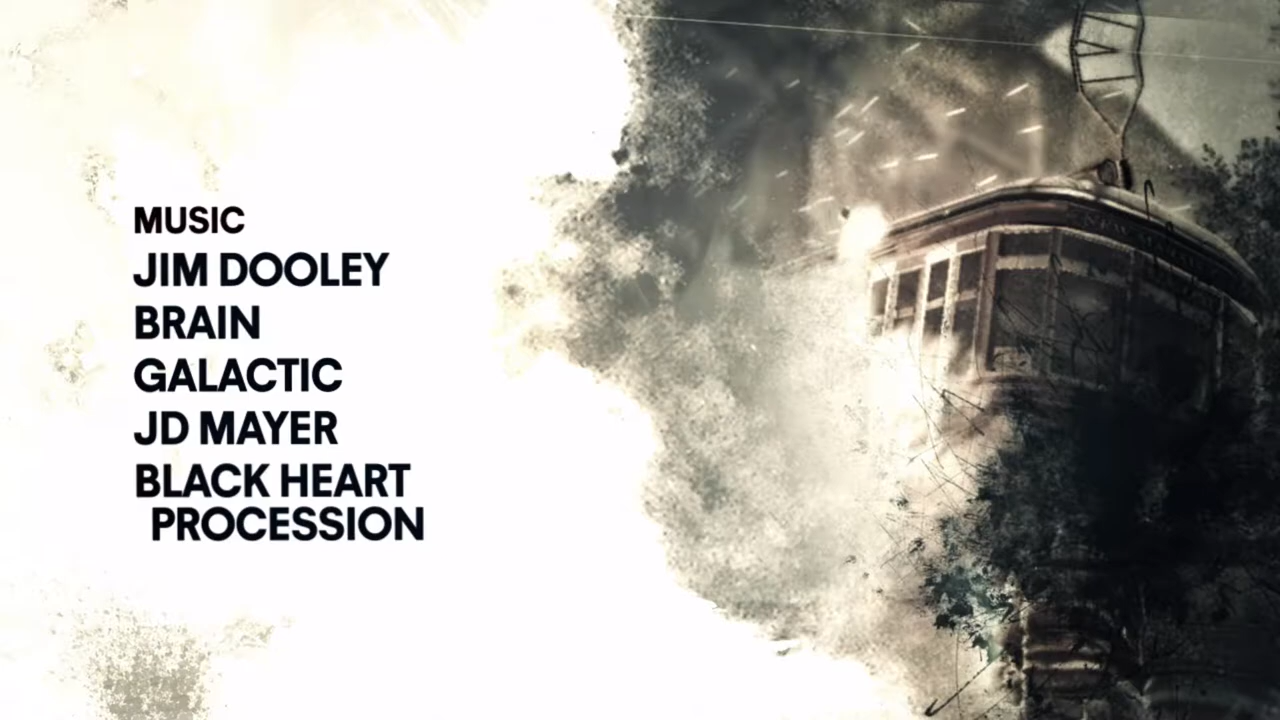 MUSIC
JIM DOOLEY
BRAIN
GALACTIC
JD MAYER
BLACK HEART
PROCESSION